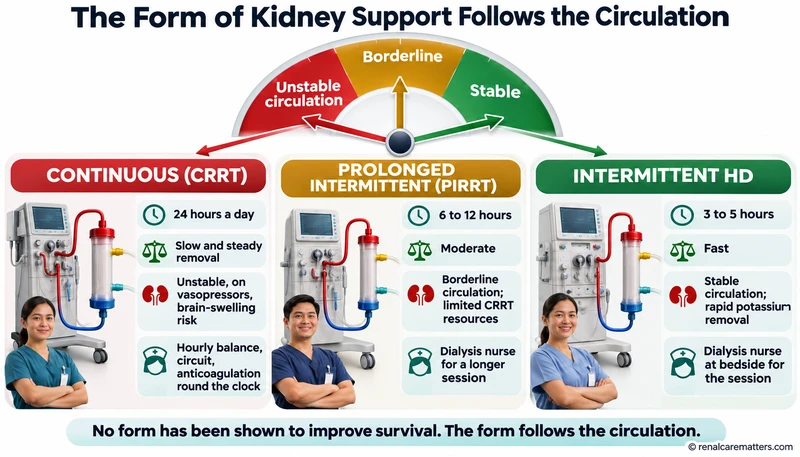 The Form of Kidney Support Follows the Circulation
Unstable
circulation
Borderline
Stable
CONTINUOUS (CRRT)
24 hours a day
Slow and steady
removal
Unstable, on
vasopressors,
brain-swelling
risk
Hourly balance,
circuit,
anticoagulation
round the clock
PROLONGED
INTERMITTENT (PIRRT)
6 to 12 hours
Moderate
Borderline
circulation;
limited CRRT
resources
Dialysis nurse
for a longer
session
INTERMITTENT HD
3 to 5 hours
Fast
Stable
circulation;
rapid potassium
removal
Dialysis nurse
at bedside for
the session
No form has been shown to improve survival. The form follows the circulation.
© renalcarematters.com